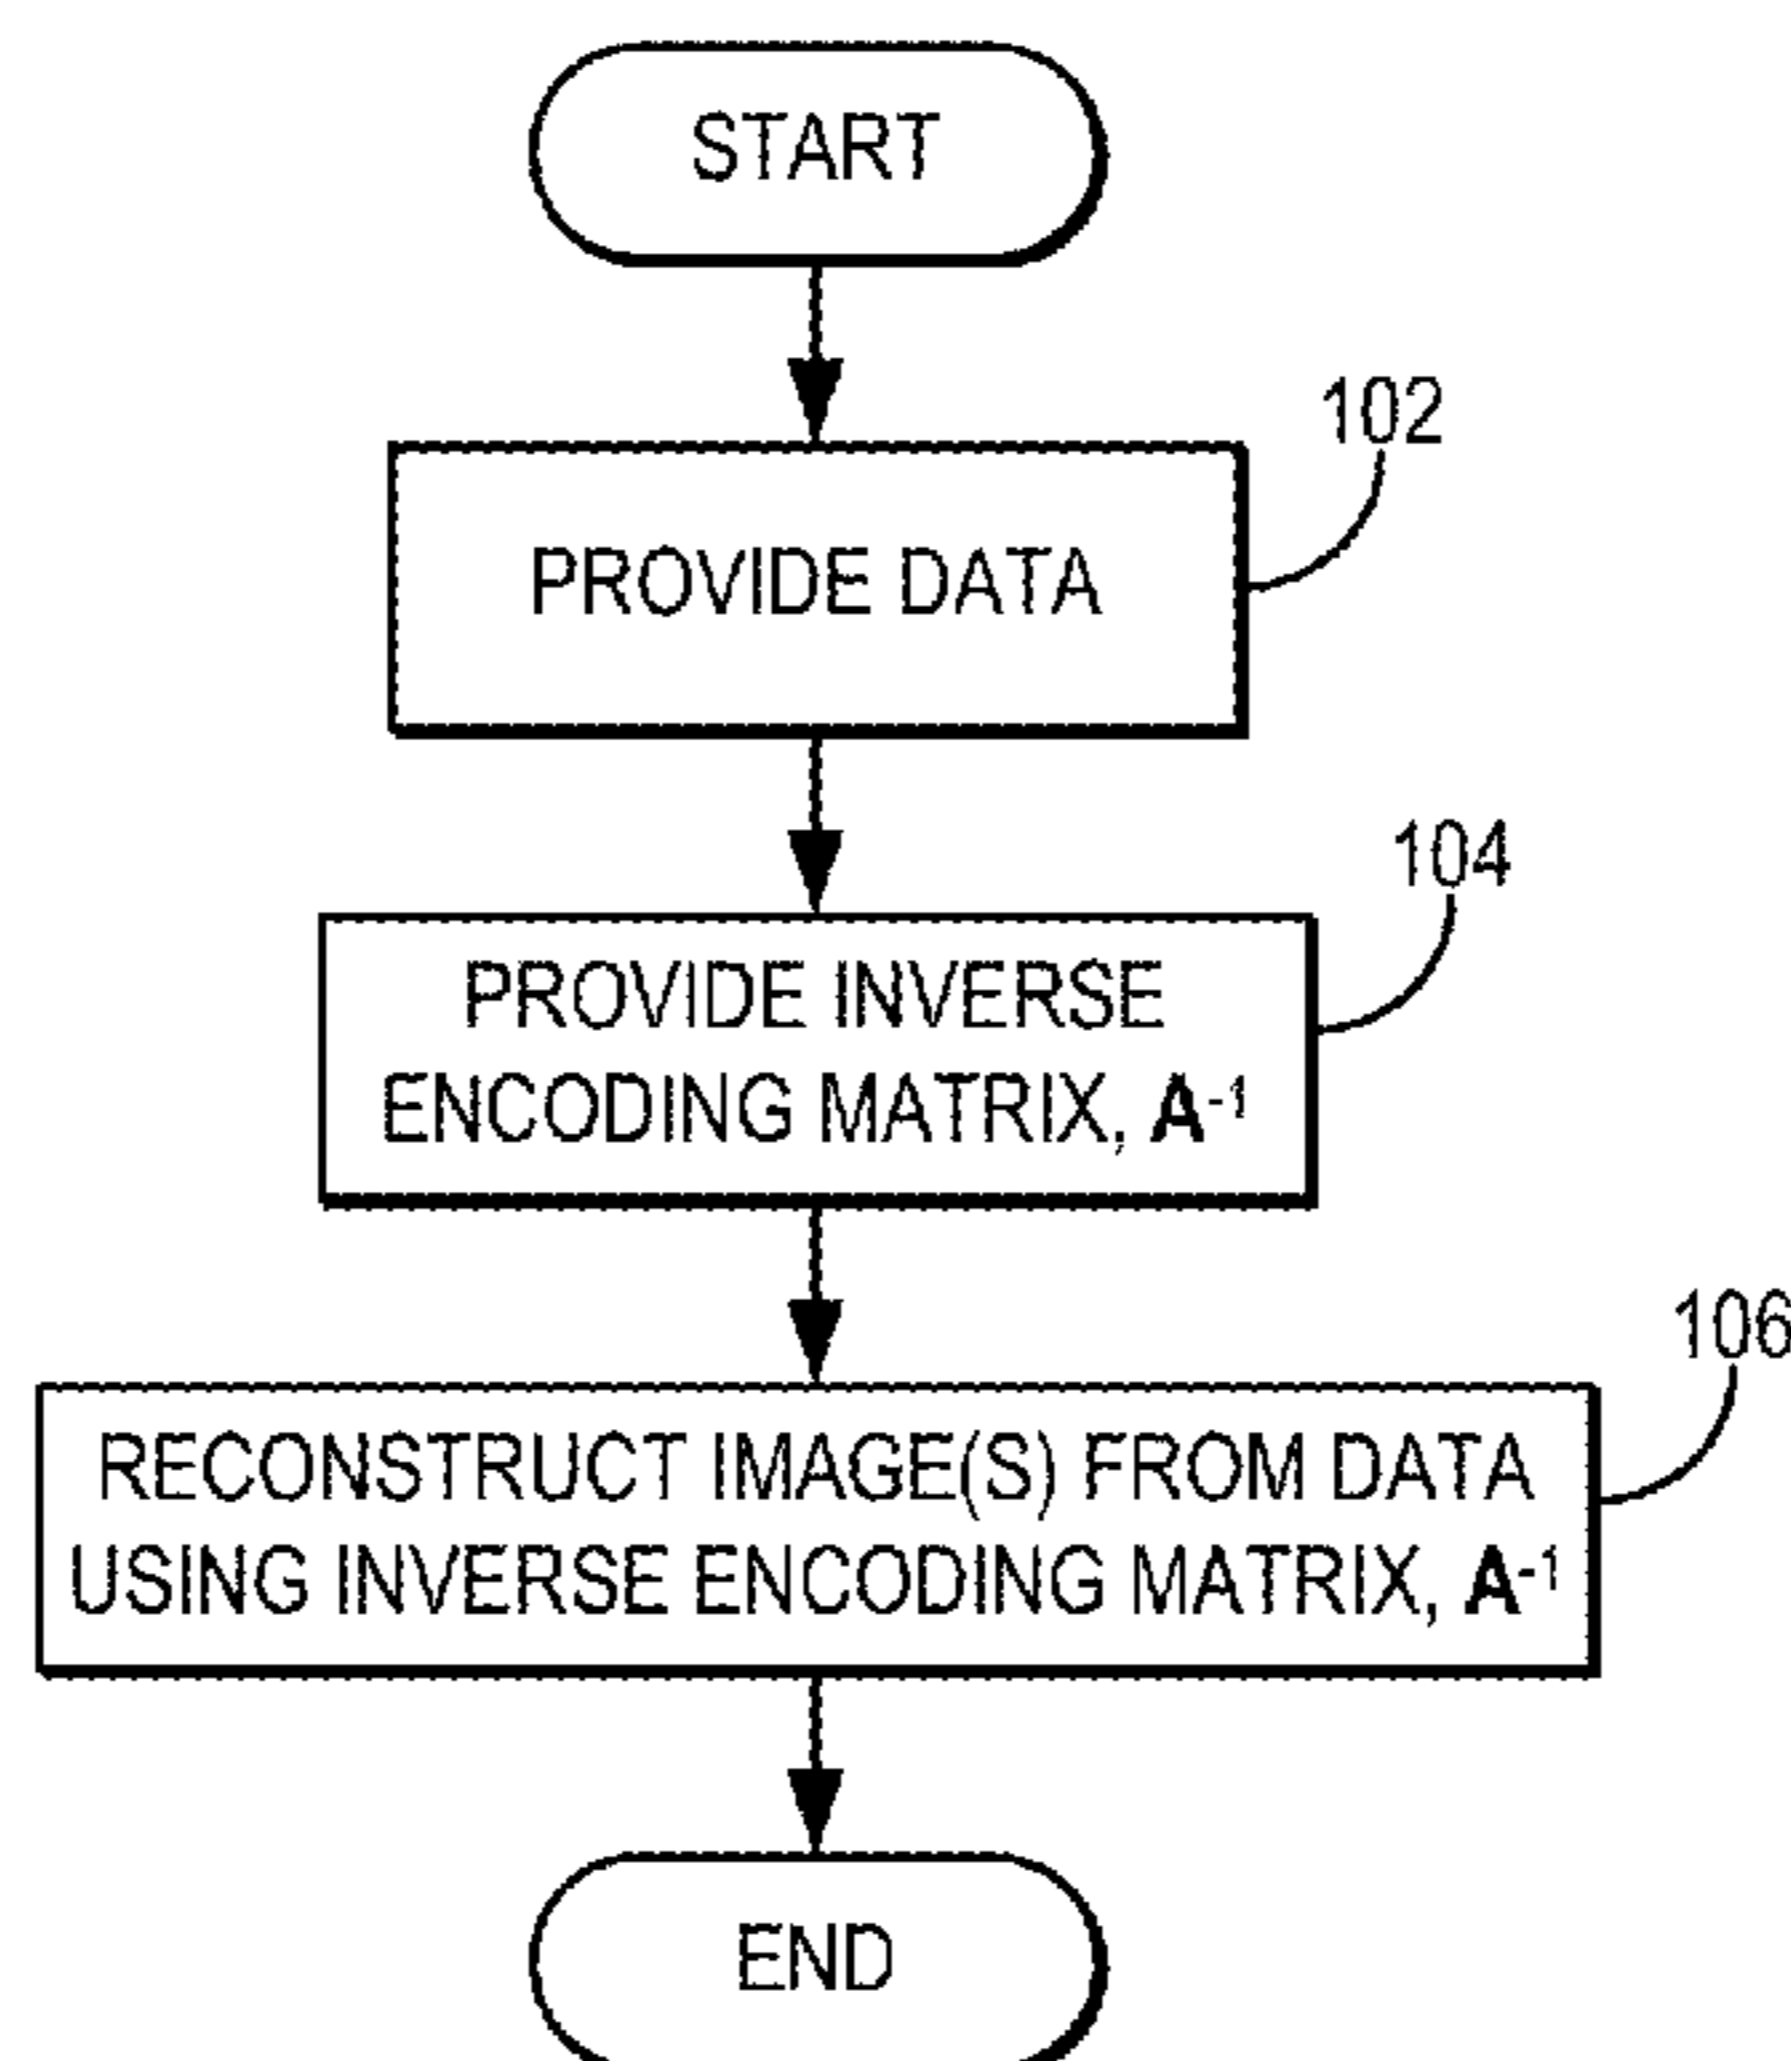 START
102
PROVIDE DATA
104
PROVIDE INVERSE
ENCODING MATRIX, A⁻¹
106
RECONSTRUCT IMAGE(S) FROM DATA
USING INVERSE ENCODING MATRIX, A⁻¹
END